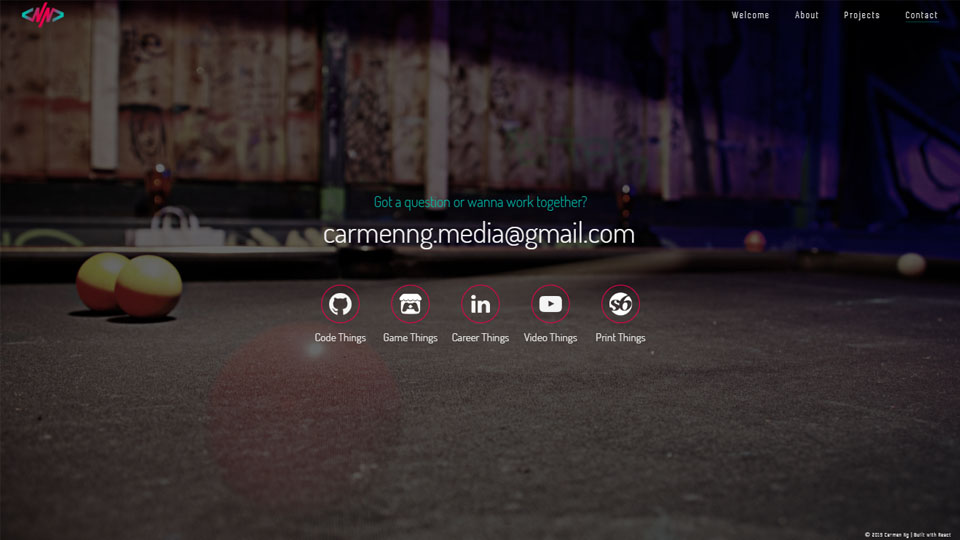 Welcome About Projects Contact
Got a question or wanna work together?
carmenng.media@gmail.com
Code Things Game Things Career Things Video Things Print Things
© 2019 Carman Ng | Built with React